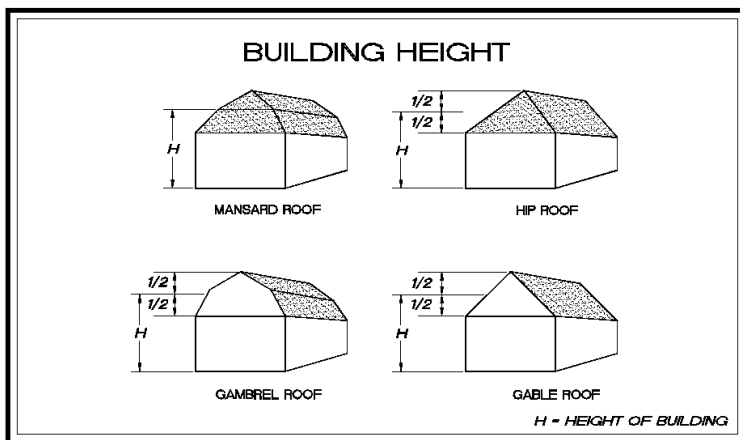 BUILDING HEIGHT
1/2
1/2
H
H
MANSARD ROOF
HIP ROOF
1/2
1/2
H
1/2
1/2
H
GAMBREL ROOF
GABLE ROOF
H = HEIGHT OF BUILDING